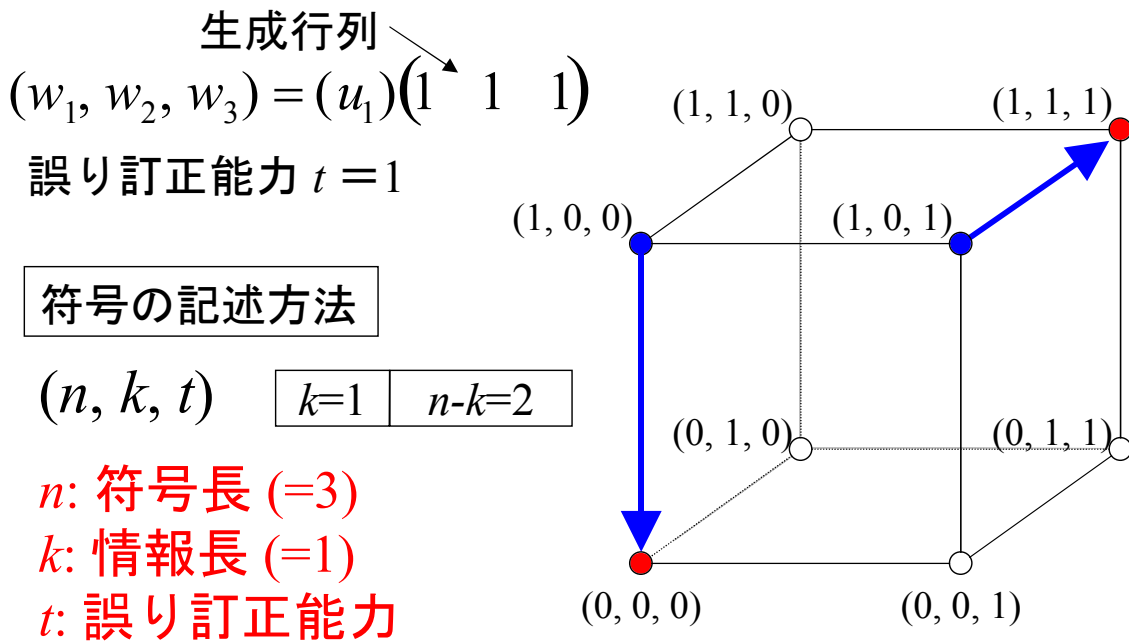 生成行列
(w₁, w₂, w₃) = (u₁)(1 1 1)
誤り訂正能力 t = 1
符号の記述方法
(n, k, t)
k=1 n-k=2
n: 符号長 (=3)
k: 情報長 (=1)
t: 誤り訂正能力
(1, 1, 0) (1, 1, 1)
(1, 0, 0) (1, 0, 1)
(0, 1, 0) (0, 1, 1)
(0, 0, 0) (0, 0, 1)